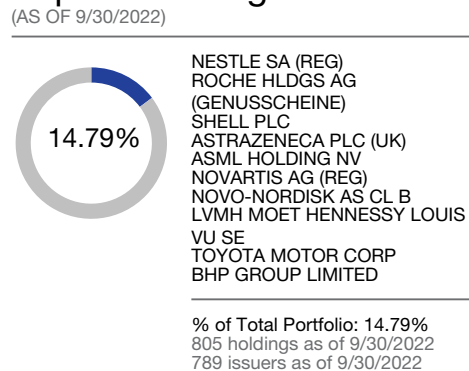 (AS OF 9/30/2022)
14.79%
NESTLE SA (REG)
ROCHE HLDGS AG
(GENUSSCHEINE)
SHELL PLC
ASTRAZENECA PLC (UK)
ASML HOLDING NV
NOVARTIS AG (REG)
NOVO-NORDISK AS CL B
LVMH MOET HENNESSY LOUIS
VU SE
TOYOTA MOTOR CORP
BHP GROUP LIMITED
% of Total Portfolio: 14.79%
805 holdings as of 9/30/2022
789 issuers as of 9/30/2022